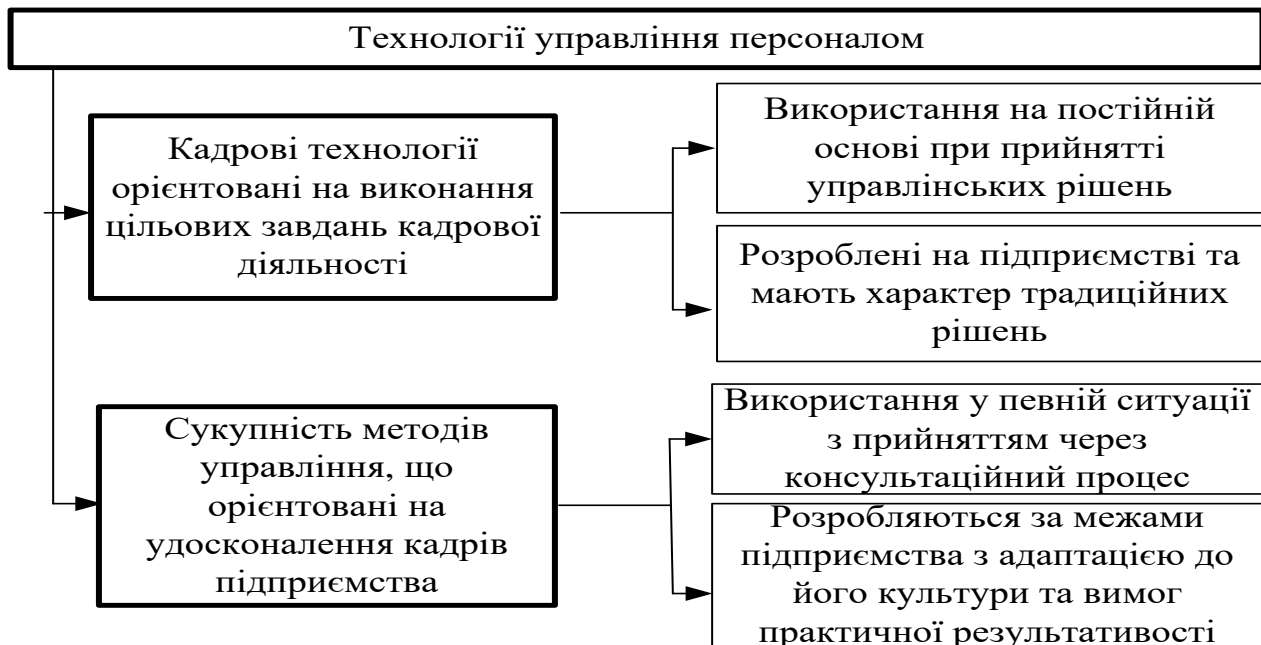 Технології управління персоналом
Кадрові технології
орієнтовані на виконання
цільових завдань кадрової
діяльності
Використання на постійній
основі при прийнятті
управлінських рішень
Розроблені на підприємстві та
мають характер традиційних
рішень
Сукупність методів
управління, що
орієнтовані на
удосконалення кадрів
підприємства
Використання у певній ситуації
з прийняттям через
консультаційний процес
Розробляються за межами
підприємства з адаптацією до
його культури та вимог
практичної результативості